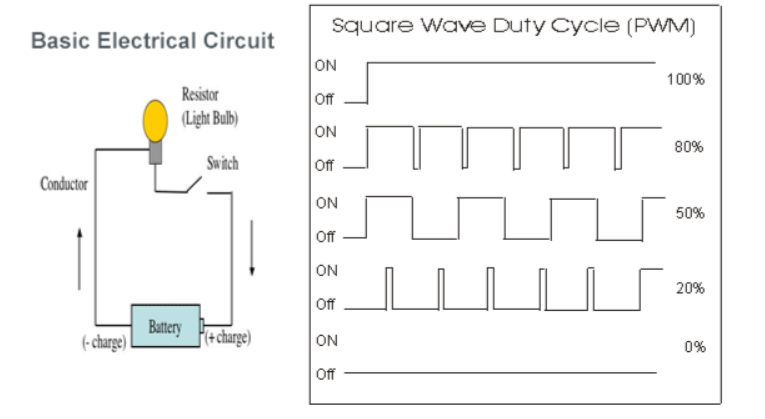 Basic Electrical Circuit
Resistor
(Light Bulb)
Switch
Conductor
Battery
(- charge)
(+ charge)
Square Wave Duty Cycle (PWM)
ON
Off
100%
ON
Off
80%
ON
Off
50%
ON
Off
20%
ON
Off
0%